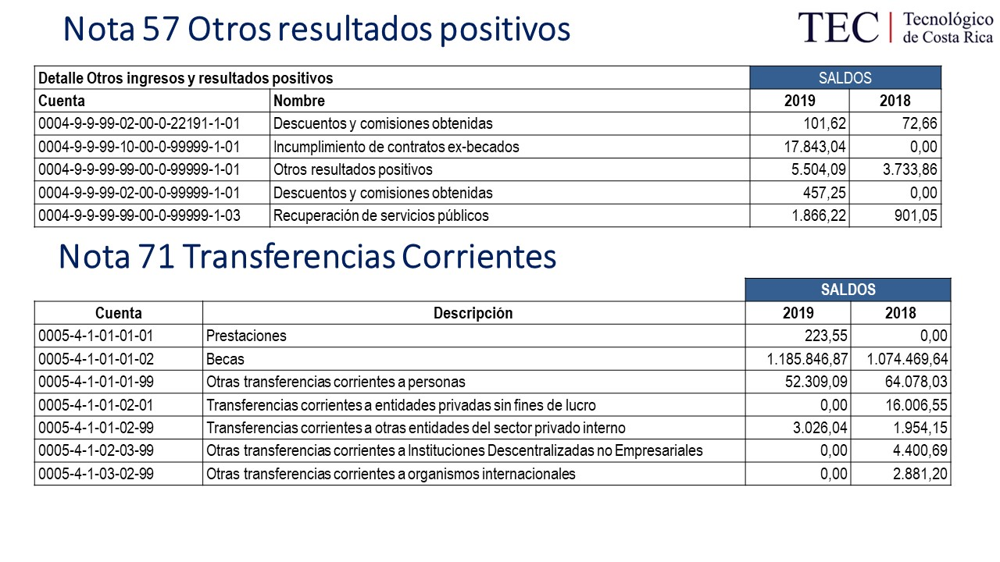 Nota 57 Otros resultados positivos
TEC | Tecnológico
de Costa Rica
Detalle Otros ingresos y resultados positivos SALDOS
Cuenta Nombre 2019 2018
0004-9-9-99-02-00-0-22191-1-01 Descuentos y comisiones obtenidas 101,62 72,66
0004-9-9-99-10-00-0-99999-1-01 Incumplimiento de contratos ex-becados 17.843,04 0,00
0004-9-9-99-99-00-0-99999-1-01 Otros resultados positivos 5.504,09 3.733,86
0004-9-9-99-02-00-0-99999-1-01 Descuentos y comisiones obtenidas 457,25 0,00
0004-9-9-99-99-00-0-99999-1-03 Recuperación de servicios públicos 1.866,22 901,05
Nota 71 Transferencias Corrientes
SALDOS
Cuenta Descripción 2019 2018
0005-4-1-01-01-01 Prestaciones 223,55 0,00
0005-4-1-01-01-02 Becas 1.185.846,87 1.074.469,64
0005-4-1-01-01-99 Otras transferencias corrientes a personas 52.309,09 64.078,03
0005-4-1-01-02-01 Transferencias corrientes a entidades privadas sin fines de lucro 0,00 16.006,55
0005-4-1-01-02-99 Transferencias corrientes a otras entidades del sector privado interno 3.026,04 1.954,15
0005-4-1-02-03-99 Otras transferencias corrientes a Instituciones Descentralizadas no Empresariales 0,00 4.400,69
0005-4-1-03-02-99 Otras transferencias corrientes a organismos internacionales 0,00 2.881,20